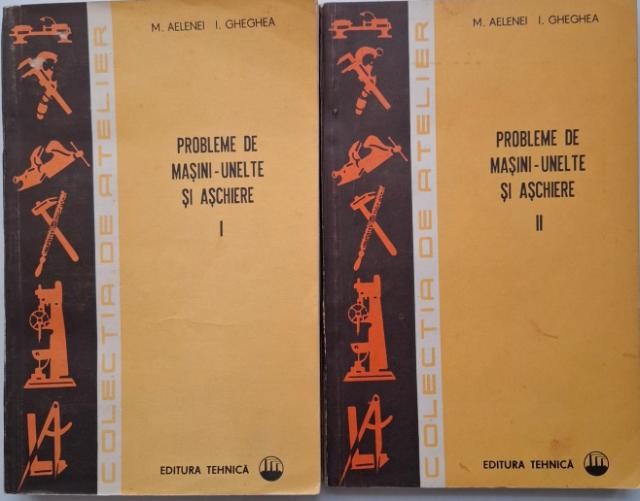 M. AELENEI I. GHEGHEA
PROBLEME DE
MAȘINI-UNELTE
ȘI AȘCHIERE
I
EDITURA TEHNICĂ
COLECȚIA DE ATELIER
M. AELENEI I. GHEGHEA
PROBLEME DE
MAȘINI-UNELTE
ȘI AȘCHIERE
II
EDITURA TEHNICĂ
COLECȚIA DE ATELIER